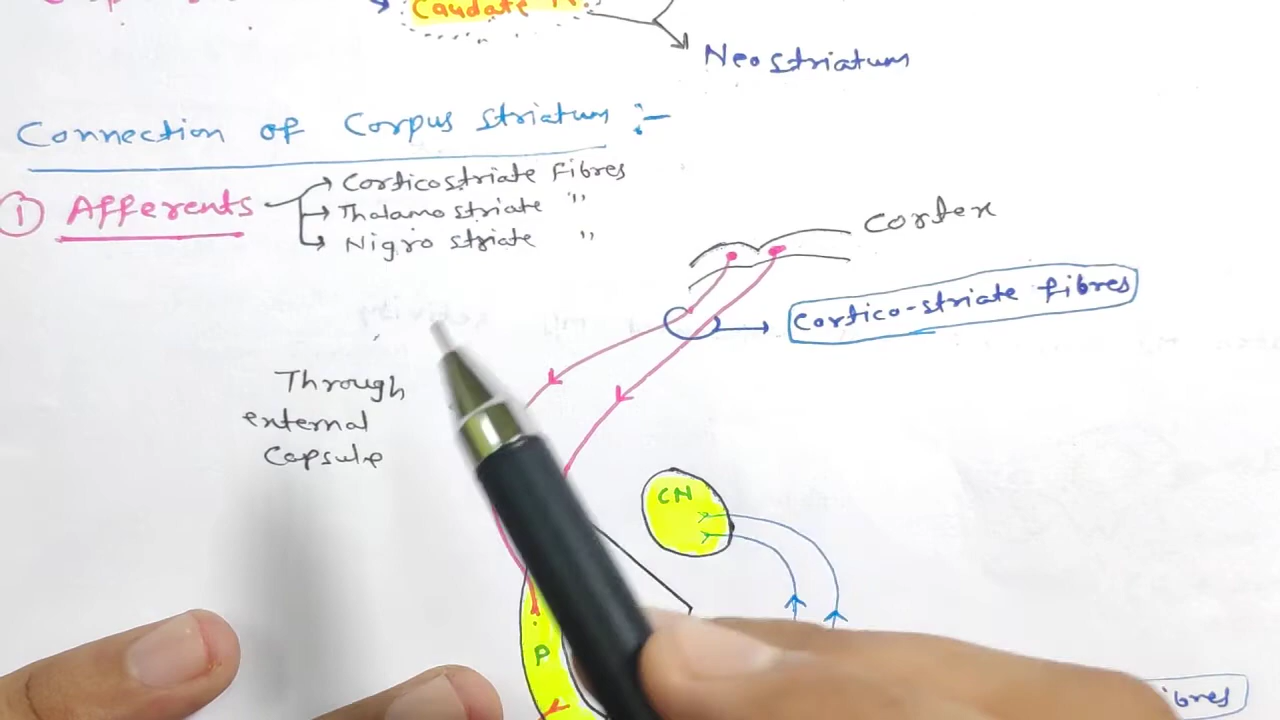 Caudate N.
Neostriatum
Connection of Corpus striatum :-
① Afferents
Corticostriate fibres
Thalamo striate "
Nigro striate "
Cortex
Cortico-striate fibres
Through
external
Capsule
CN
P
ibres